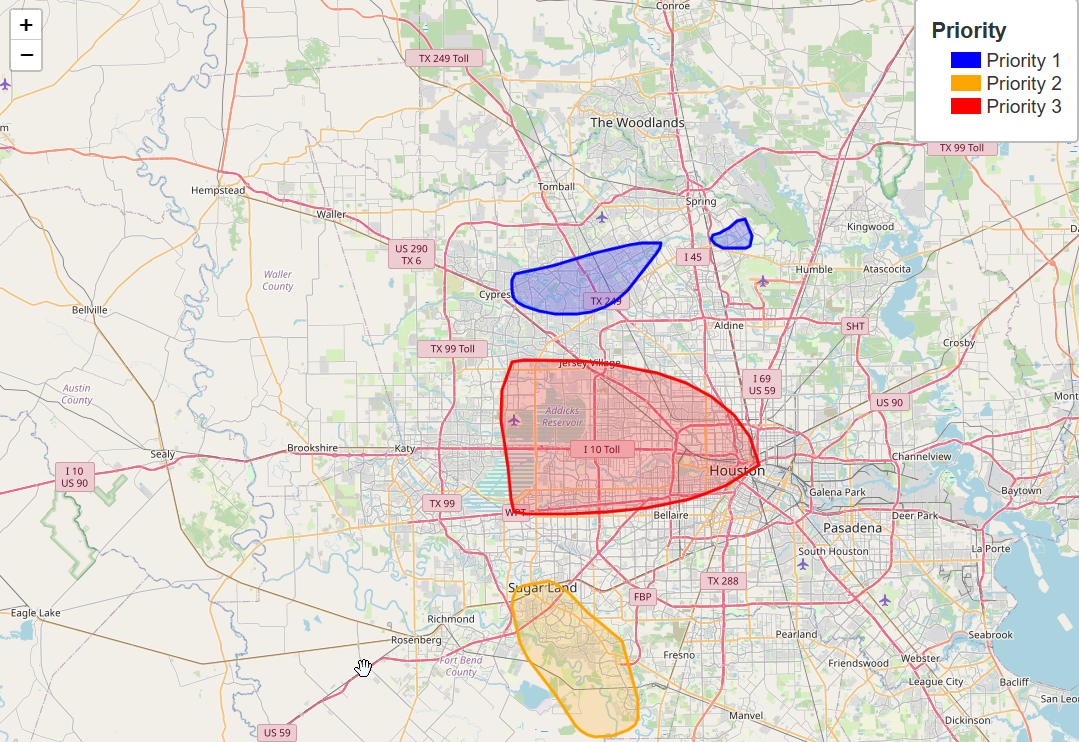 +
−
Priority
Priority 1
Priority 2
Priority 3
Conroe
TX 249 Toll
The Woodlands
TX 99 Toll
Tomball
Hempstead
Spring
Waller
Kingwood
US 290
TX 6
I 45
Humble
Atascocita
Waller
County
Cypres
TX 249
Bellville
Aldine
SHT
Crosby
TX 99 Toll
Jersey Village
I 69
US 59
Austin
County
Mont
US 90
Addicks
Reservoir
Brookshire
Katy
I 10 Toll
Sealy
Channelview
I 10
US 90
Houston
Galena Park
Baytown
TX 99
WPT
Bellaire
Deer Park
Pasadena
South Houston
La Porte
Sugar Land
TX 288
FBP
Eagle Lake
Richmond
Rosenberg
Pearland
Seabrook
Fort Bend
County
Fresno
Friendswood
Webster
League City
Bacliff
San Leo
Manvel
Dickinson
US 59